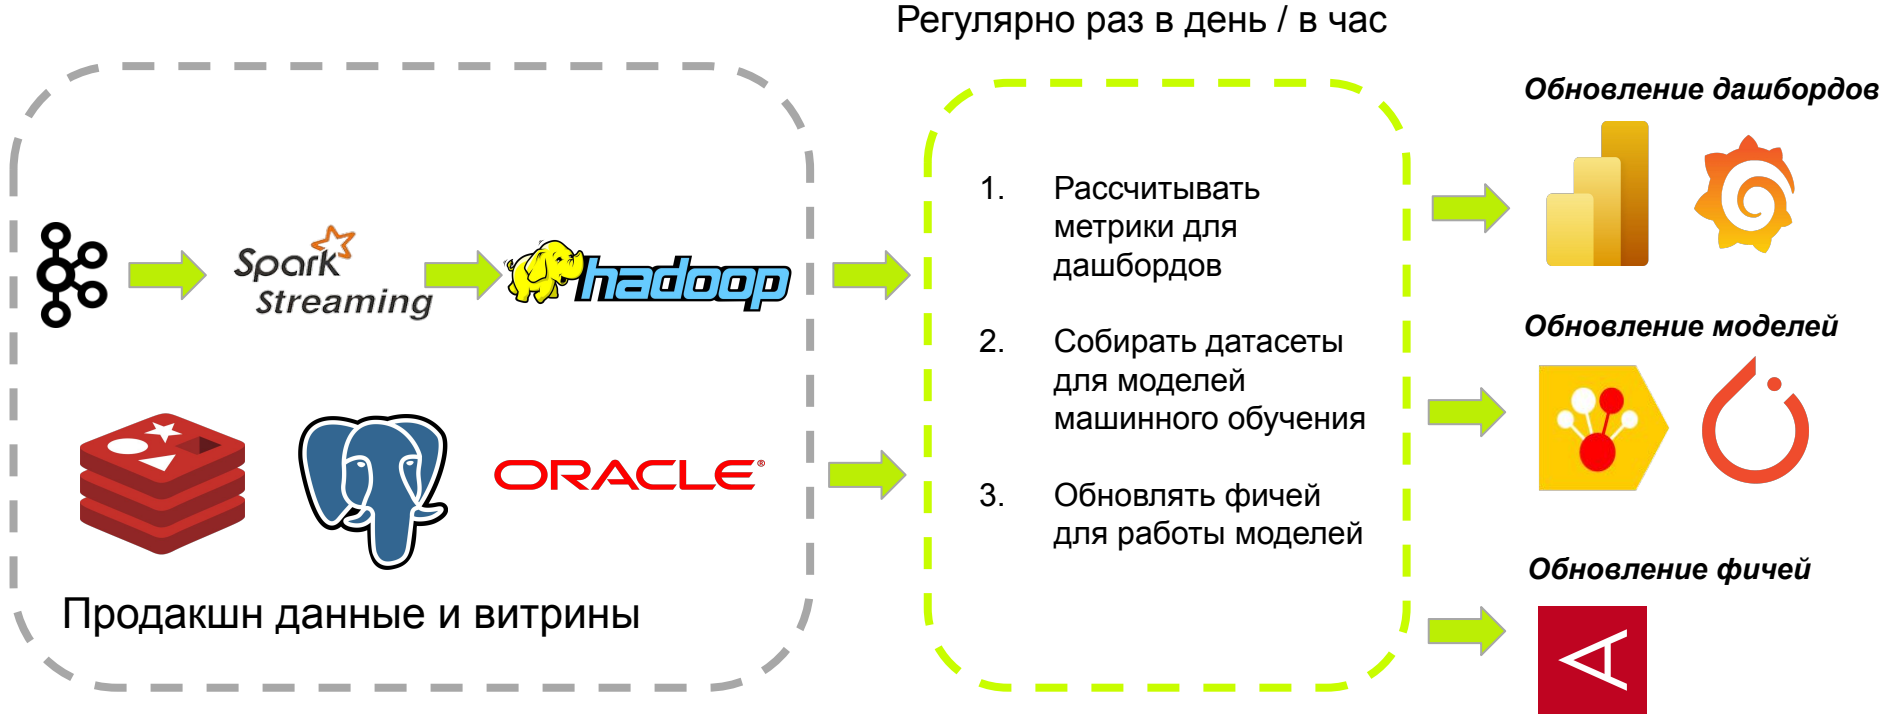 Регулярно раз в день / в час
Spark
Streaming
hadoop
ORACLE®
Продакшн данные и витрины
1. Рассчитывать
метрики для
дашбордов
2. Собирать датасеты
для моделей
машинного обучения
3. Обновлять фичей
для работы моделей
Обновление дашбордов
Обновление моделей
Обновление фичей